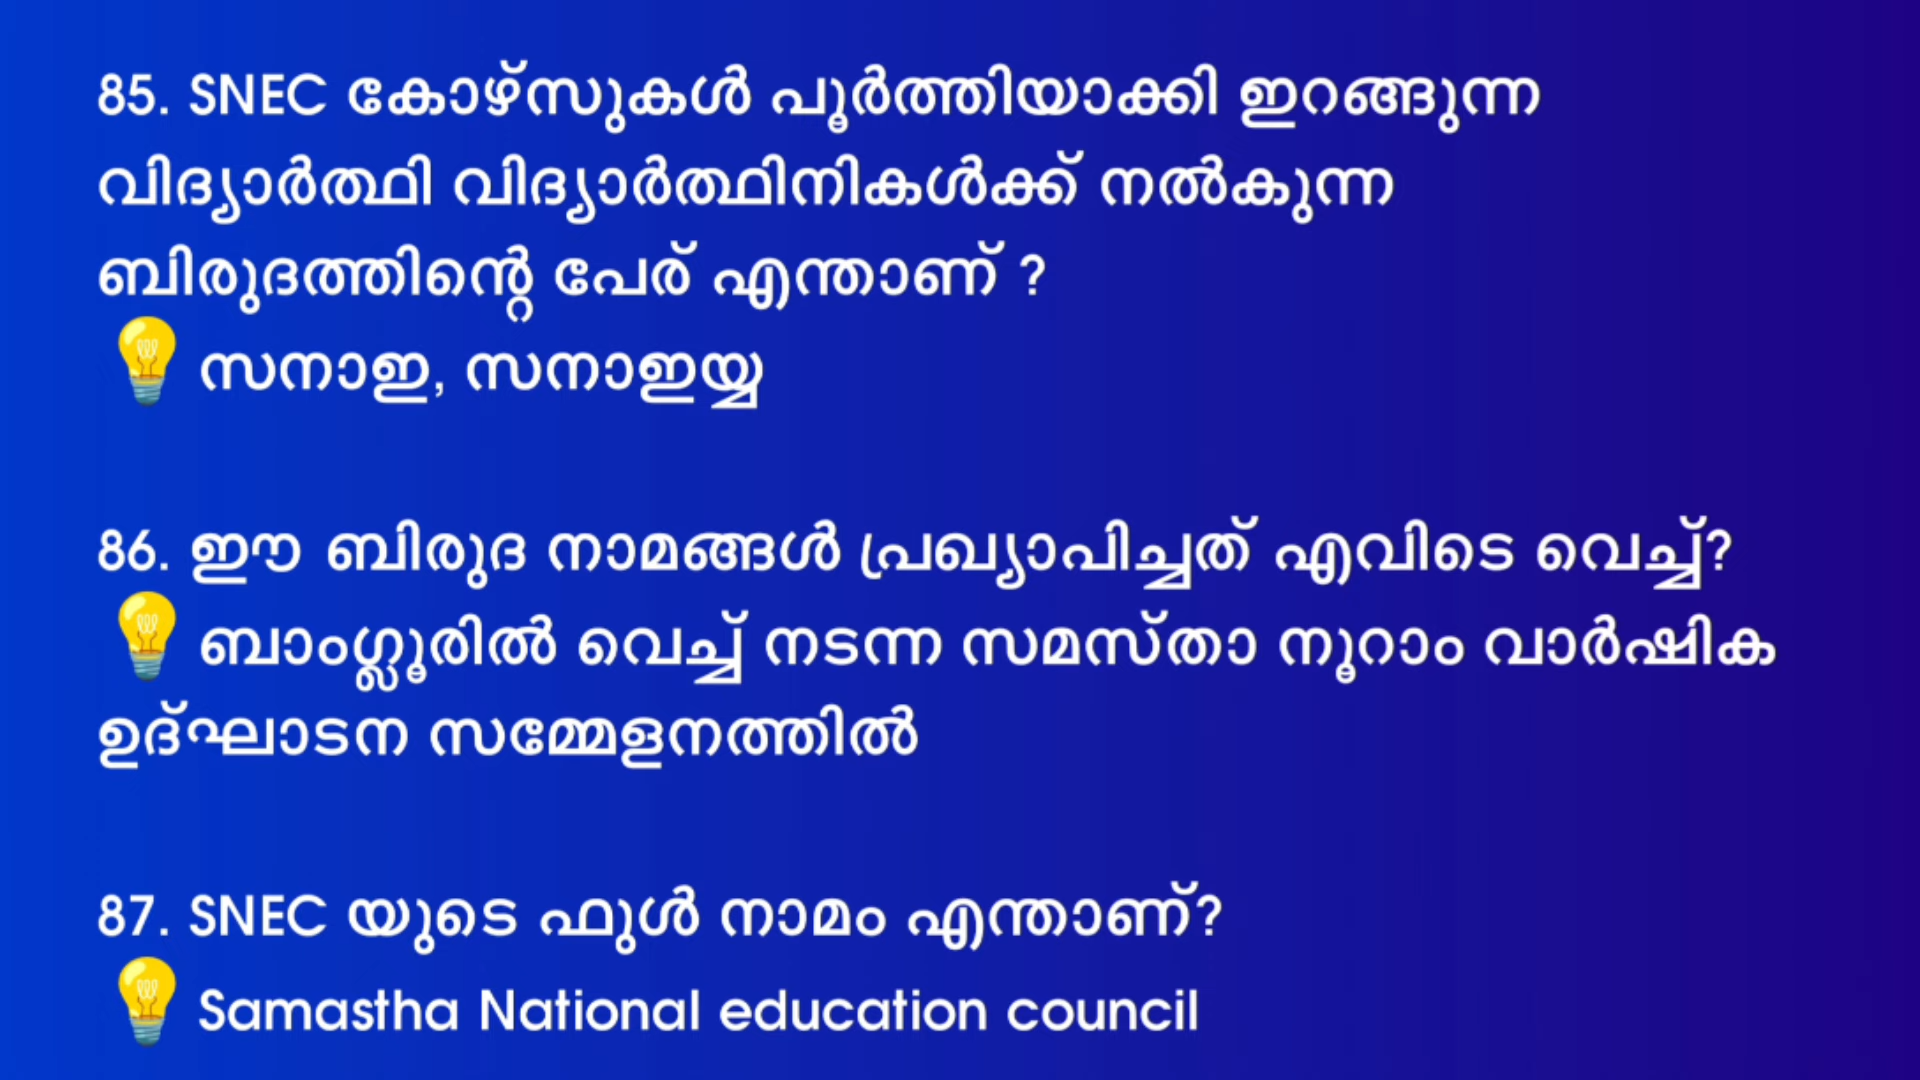 85. SNEC കോഴ്സുകൾ പൂർത്തിയാക്കി ഇറങ്ങുന്ന
വിദ്യാർത്ഥി വിദ്യാർത്ഥിനികൾക്ക് നൽകുന്ന
ബിരുദത്തിന്റെ പേര് എന്താണ് ?
💡 സനാഇ, സനാഇയ്യ
86. ഈ ബിരുദ നാമങ്ങൾ പ്രഖ്യാപിച്ചത് എവിടെ വെച്ച്?
💡 ബാംഗ്ലൂരിൽ വെച്ച് നടന്ന സമസ്താ നൂറാം വാർഷിക
ഉദ്ഘാടന സമ്മേളനത്തിൽ
87. SNEC യുടെ ഫുൾ നാമം എന്താണ്?
💡 Samastha National education council